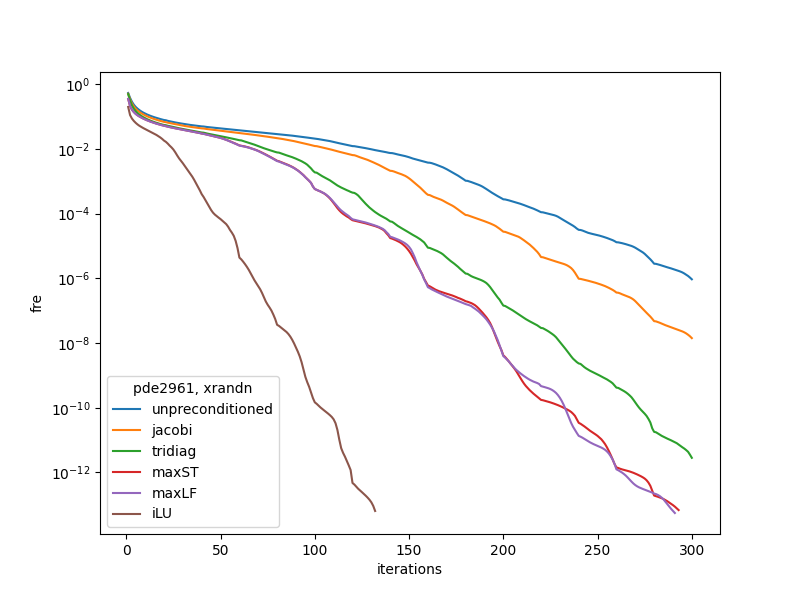 10^0
10^-2
10^-4
10^-6
10^-8
10^-10
10^-12
fre
pde2961, xrandn
unpreconditioned
jacobi
tridiag
maxST
maxLF
iLU
0 50 100 150 200 250 300
iterations